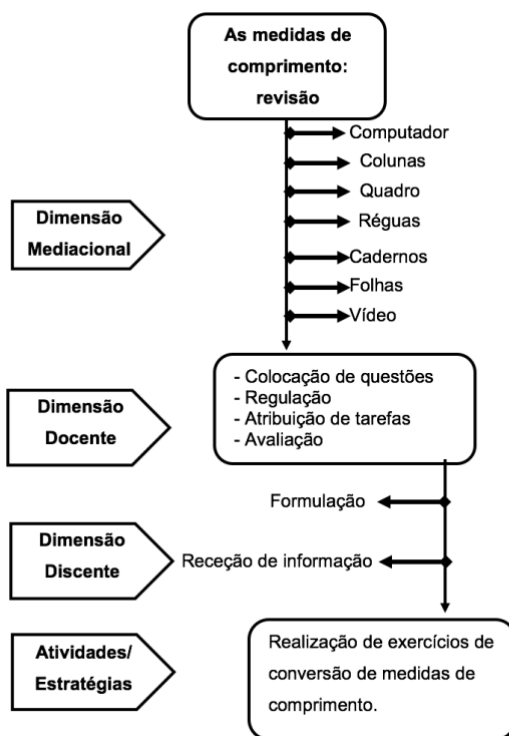 As medidas de
comprimento:
revisão
Computador
Colunas
Quadro
Réguas
Cadernos
Folhas
Vídeo
Dimensão
Mediacional
- Colocação de questões
- Regulação
- Atribuição de tarefas
- Avaliação
Dimensão
Docente
Formulação
Receção de informação
Dimensão
Discente
Realização de exercícios de
conversão de medidas de
comprimento.
Atividades/
Estratégias